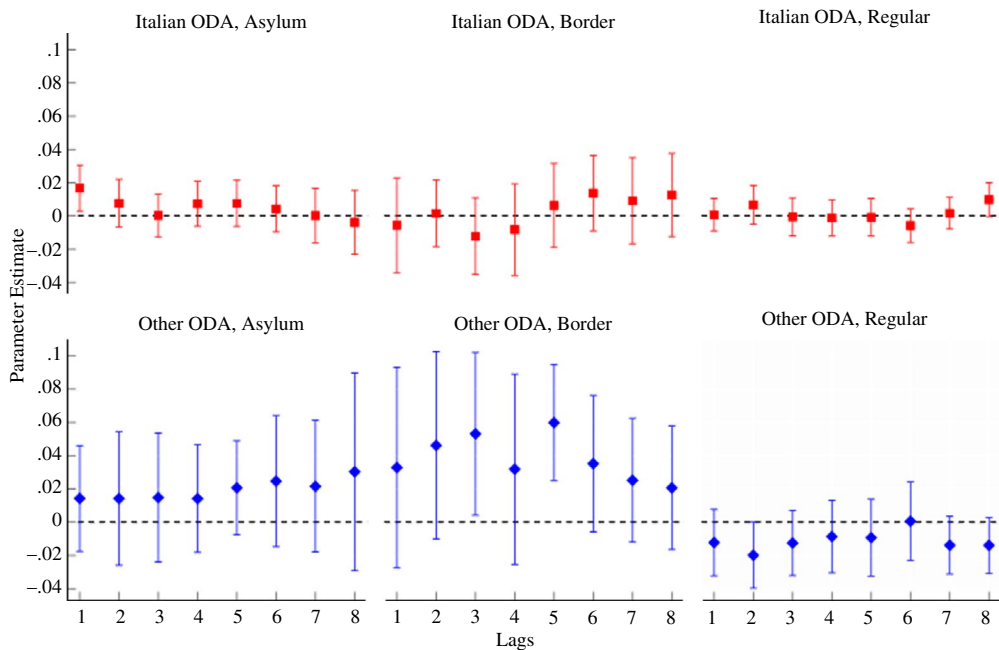 Italian ODA, Asylum
Italian ODA, Border
Italian ODA, Regular
.1
.08
.06
.04
.02
0
–.02
–.04
Parameter Estimate
Other ODA, Asylum
Other ODA, Border
Other ODA, Regular
.1
.08
.06
.04
.02
0
–.02
–.04
1 2 3 4 5 6 7 8 1 2 3 4 5 6 7 8 1 2 3 4 5 6 7 8
Lags